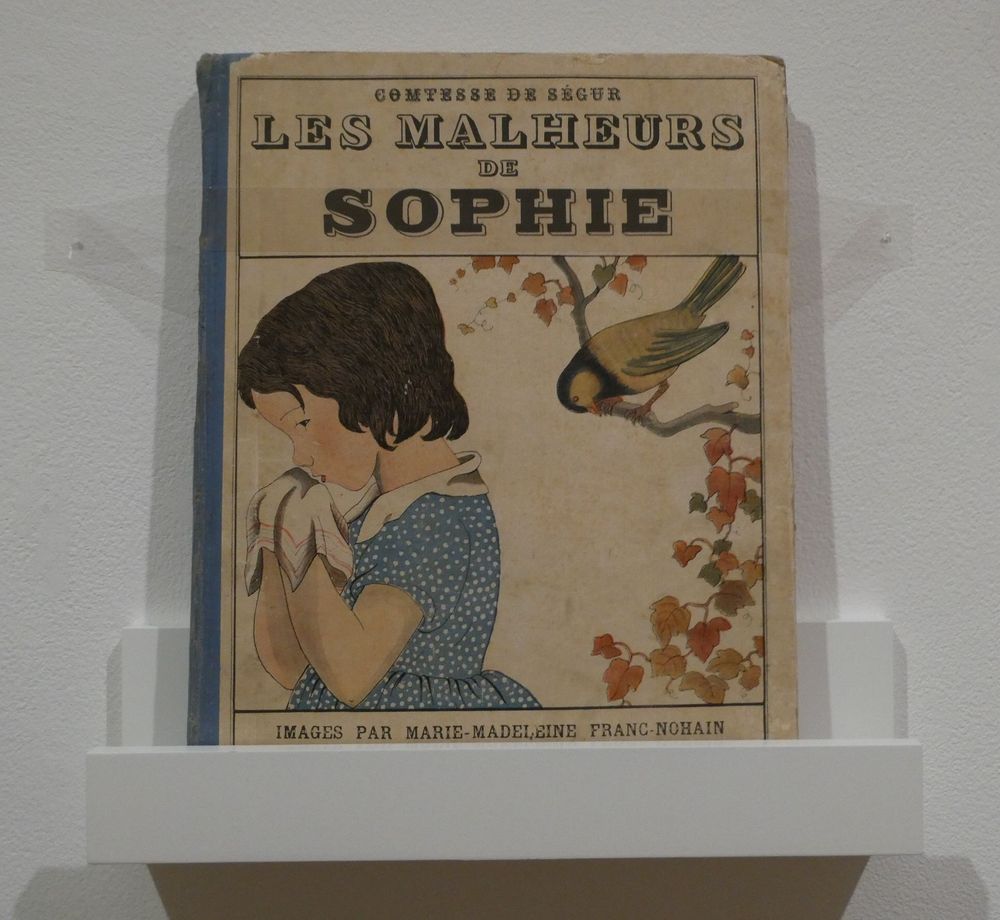 COMTESSE DE SÉGUR
LES MALHEURS
DE
SOPHIE
IMAGES PAR MARIE-MADELEINE FRANC-NOHAIN